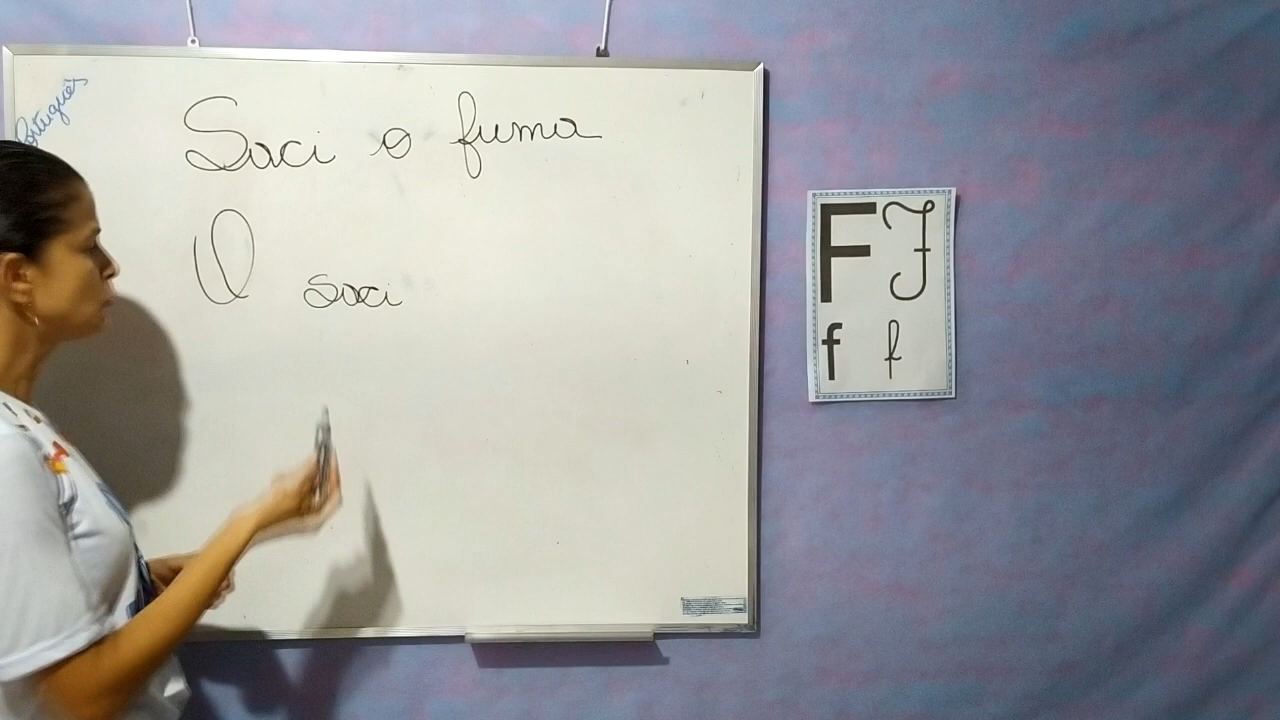 Português
Saci o fuma
O saci
F F
f f